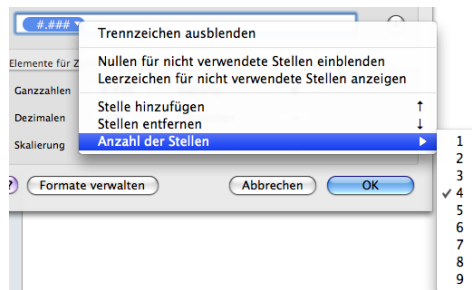 #.###
Trennzeichen ausblenden
Nullen für nicht verwendete Stellen einblenden
Elemente für Z
Leerzeichen für nicht verwendete Stellen anzeigen
Ganzzahlen
Stelle hinzufügen ↑
Dezimalen
Stellen entfernen ↓
Skalierung
Anzahl der Stellen ▶
1
2
3
✓ 4
5
6
7
8
9
? Formate verwalten Abbrechen OK